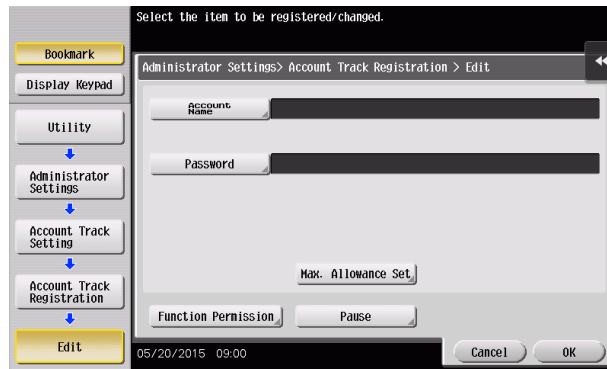 Select the item to be registered/changed.
Bookmark
Display Keypad
Utility
Administrator
Settings
Account Track
Setting
Account Track
Registration
Edit
Administrator Settings> Account Track Registration > Edit
Account
Name
Password
Max. Allowance Set
Function Permission
Pause
05/20/2015 09:00
Cancel
OK